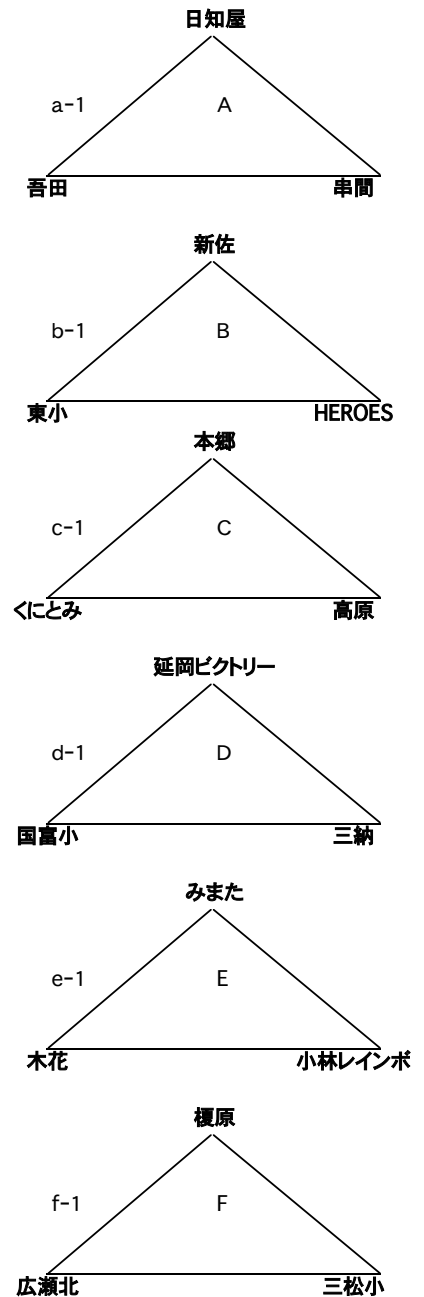 日知屋
a-1 A
吾田 串間
新佐
b-1 B
東小 HEROES
本郷
c-1 C
くにとみ 高原
延岡ビクトリー
d-1 D
国富小 三納
みまた
e-1 E
木花 小林レインボ
榎原
f-1 F
広瀬北 三松小